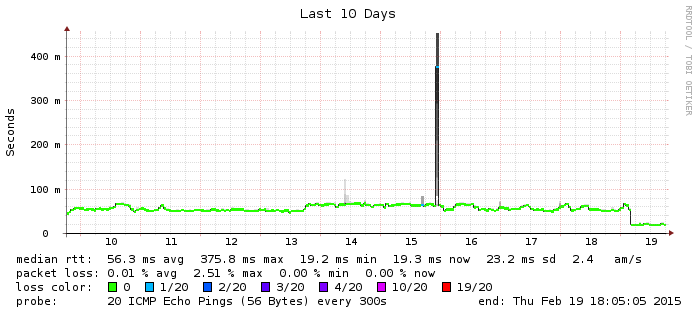 Last 10 Days
RRDTOOL / TOBI OETIKER
Seconds
400 m
300 m
200 m
100 m
0
10 11 12 13 14 15 16 17 18 19
median rtt: 56.3 ms avg 375.8 ms max 19.2 ms min 19.3 ms now 23.2 ms sd 2.4 am/s
packet loss: 0.01 % avg 2.51 % max 0.00 % min 0.00 % now
loss color: 0 1/20 2/20 3/20 4/20 10/20 19/20
probe: 20 ICMP Echo Pings (56 Bytes) every 300s end: Thu Feb 19 18:05:05 2015